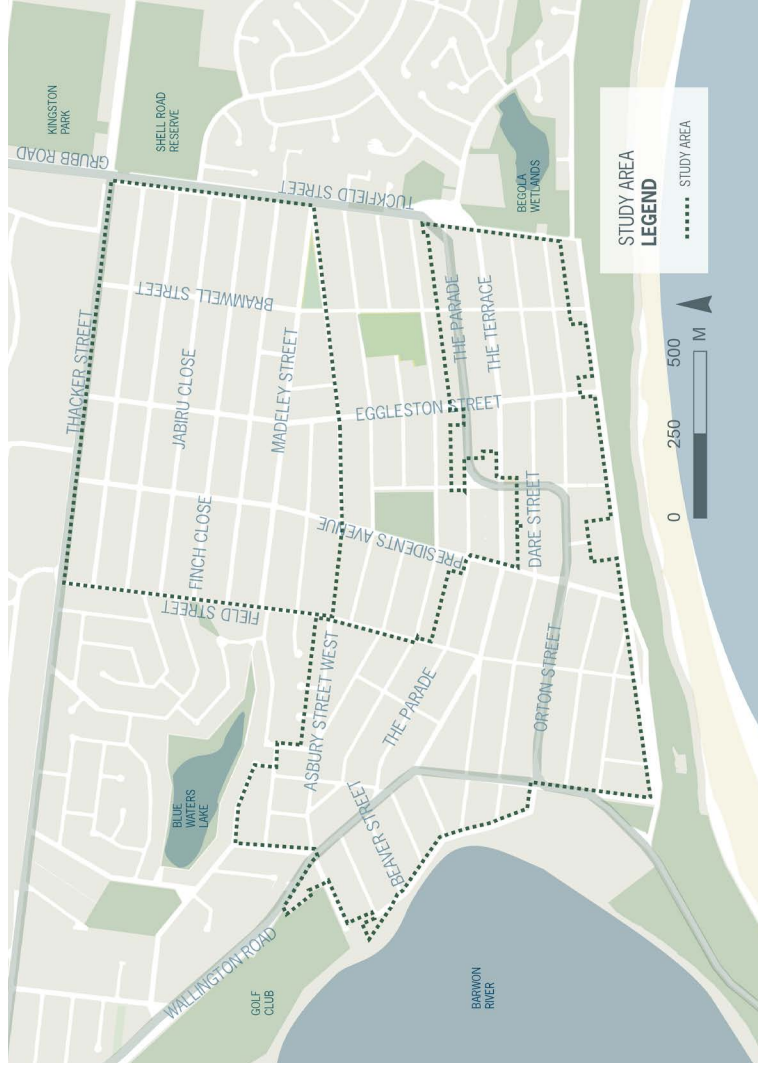 KINGSTON
PARK
GRUBB ROAD
SHELL ROAD
RESERVE
TUCKFIELD STREET
BEGOLA
WETLANDS
THACKER STREET
BRAMWELL STREET
JABIRU CLOSE
MADELEY STREET
THE PARADE
THE TERRACE
EGGLESTON STREET
FINCH CLOSE
PRESIDENTS AVENUE
DARE STREET
FIELD STREET
ASBURY STREET WEST
THE PARADE
ORTON STREET
BLUE
WATERS
LAKE
BEAVER STREET
WALLINGTON ROAD
GOLF
CLUB
BARWON
RIVER
STUDY AREA
LEGEND
STUDY AREA
0 250 500
M